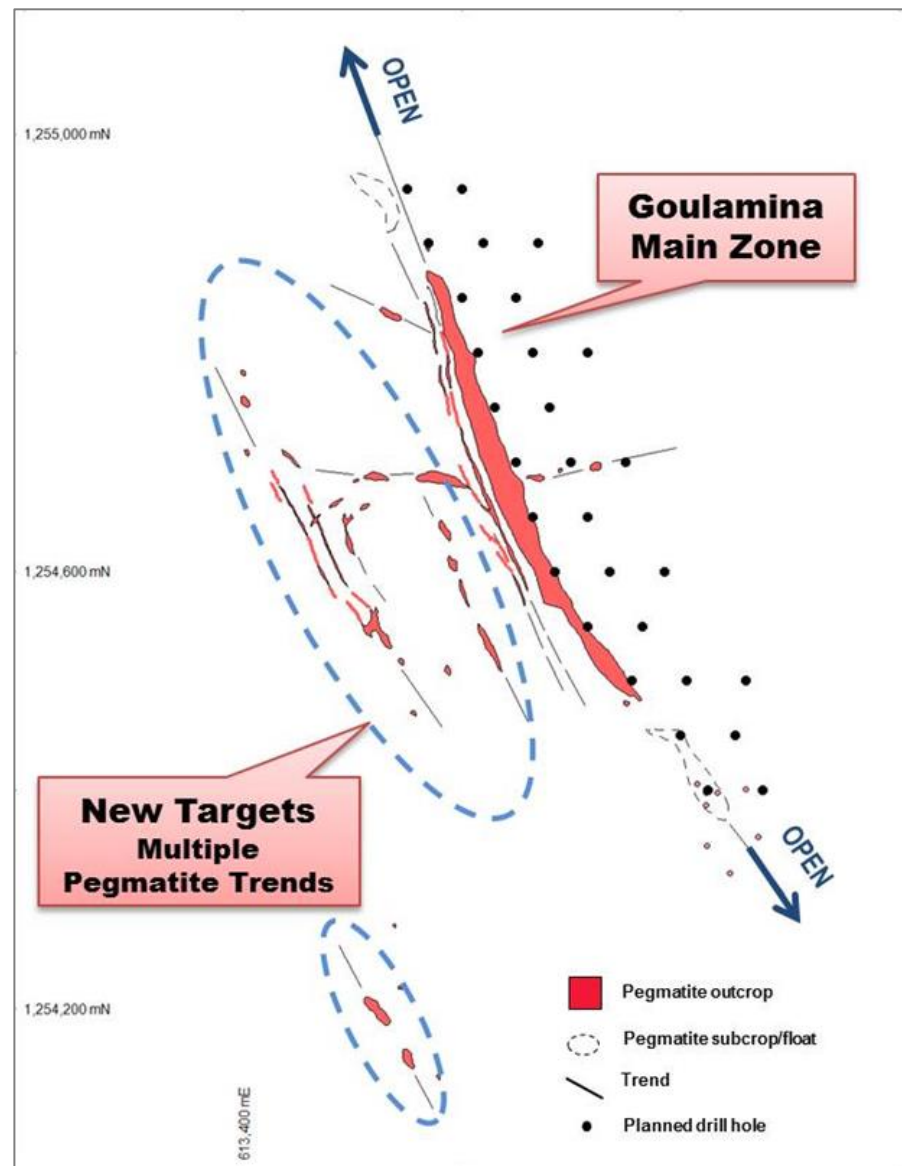 OPEN
1,255,000 mN
Goulamina
Main Zone
1,254,600 mN
New Targets
Multiple
Pegmatite Trends
OPEN
1,254,200 mN
613,400 mE
Pegmatite outcrop
Pegmatite subcrop/float
Trend
Planned drill hole